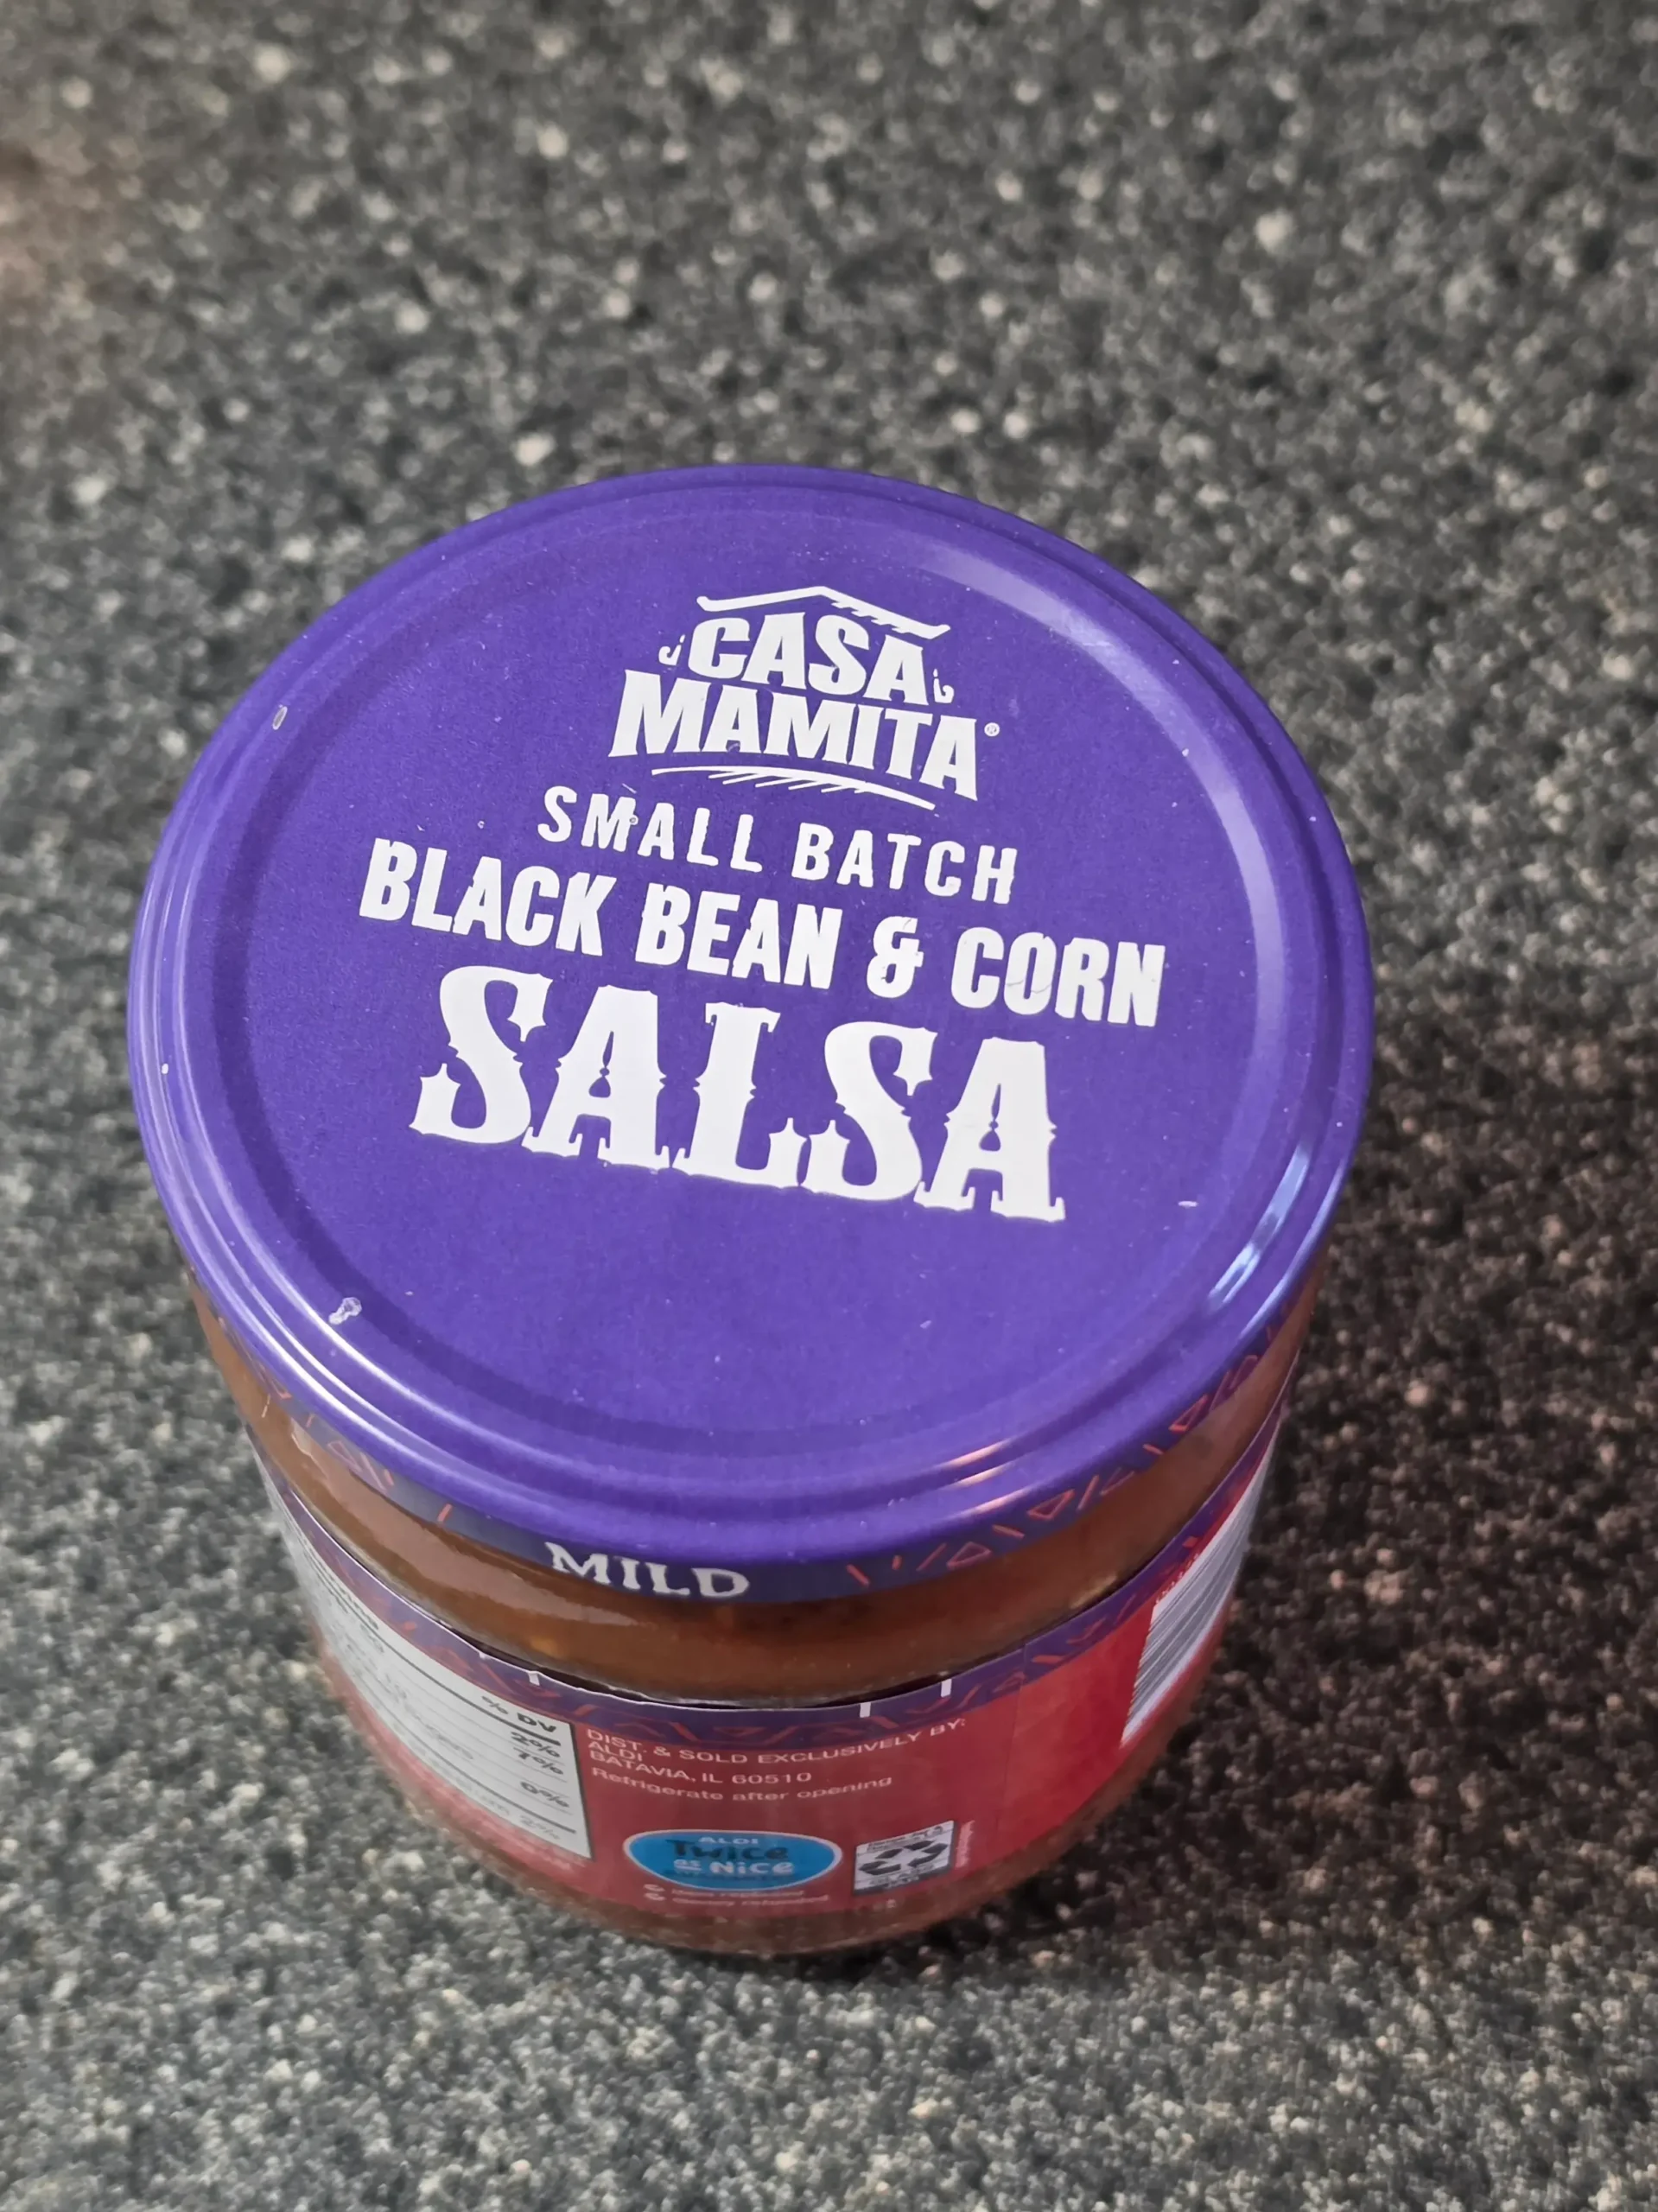 CASA
MAMITA®
SMALL BATCH
BLACK BEAN & CORN
SALSA
MILD
% DV
2%
7%
0%
2%
DIST. & SOLD EXCLUSIVELY BY:
ALDI
BATAVIA, IL 60510
Refrigerate after opening
ALDI
Twice
as Nice